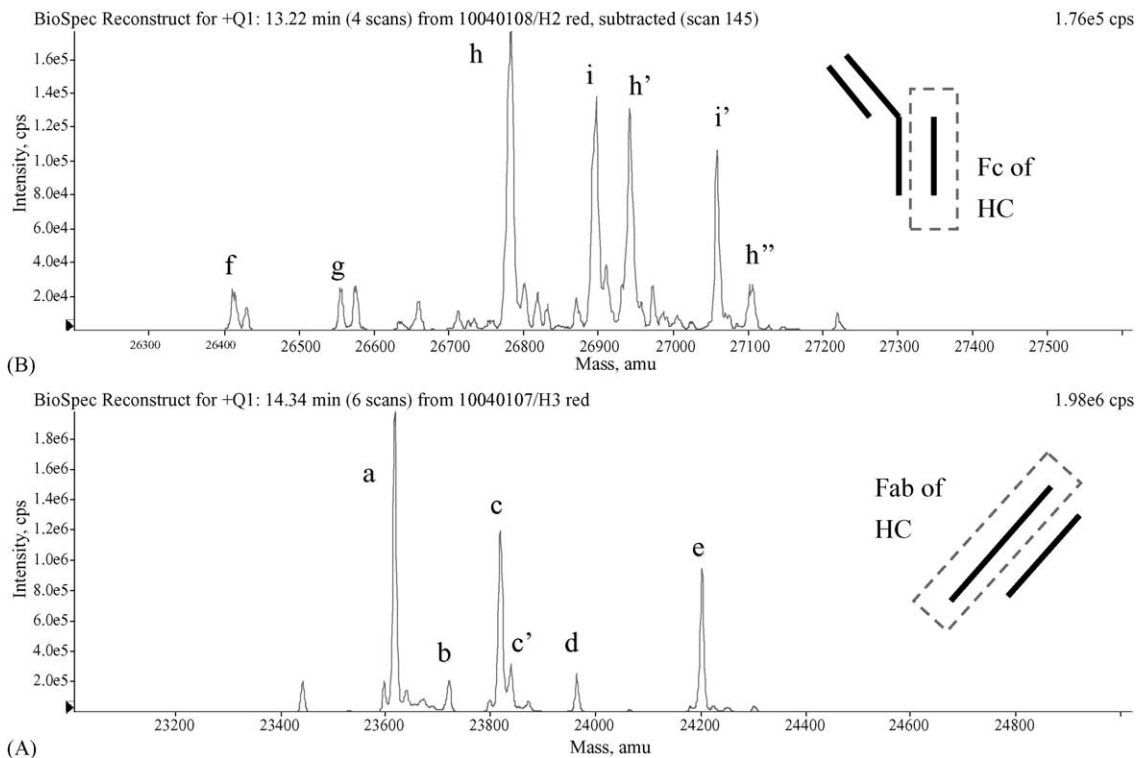 BioSpec Reconstruct for +Q1: 13.22 min (4 scans) from 10040108/H2 red, subtracted (scan 145) 1.76e5 cps
h
1.6e5
i
h’
1.4e5
i’
1.2e5
Intensity, cps
1.0e5
8.0e4
Fc of
HC
6.0e4
h”
4.0e4
f
g
2.0e4
26300 26400 26500 26600 26700 26800 26900 27000 27100 27200 27300 27400 27500
Mass, amu
(B)
BioSpec Reconstruct for +Q1: 14.34 min (6 scans) from 10040107/H3 red 1.98e6 cps
1.8e6
a
1.6e6
Fab of
HC
1.4e6
c
1.2e6
Intensity, cps
1.0e6
e
8.0e5
6.0e5
4.0e5
b
c’
d
2.0e5
23200 23400 23600 23800 24000 24200 24400 24600 24800
Mass, amu
(A)